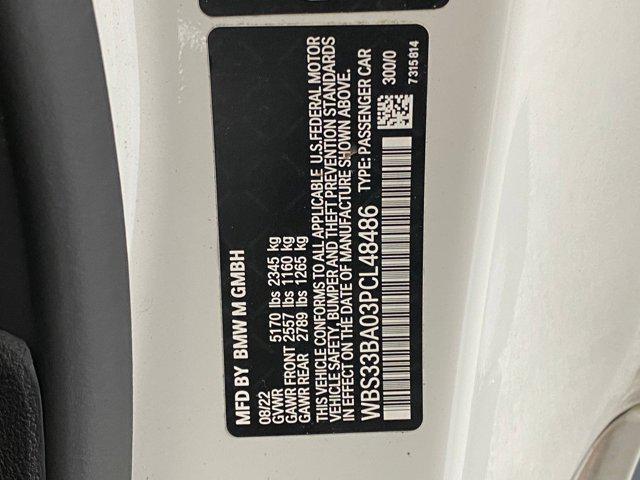 MFD BY BMW M GMBH
08/22
GVWR 5170 lbs 2345 kg
GAWR FRONT 2557 lbs 1160 kg
GAWR REAR 2789 lbs 1265 kg
THIS VEHICLE CONFORMS TO ALL APPLICABLE U.S.FEDERAL MOTOR
VEHICLE SAFETY, BUMPER AND THEFT PREVENTION STANDARDS
IN EFFECT ON THE DATE OF MANUFACTURE SHOWN ABOVE.
WBS33BA03PCL48486 TYPE: PASSENGER CAR
300/0
7315814